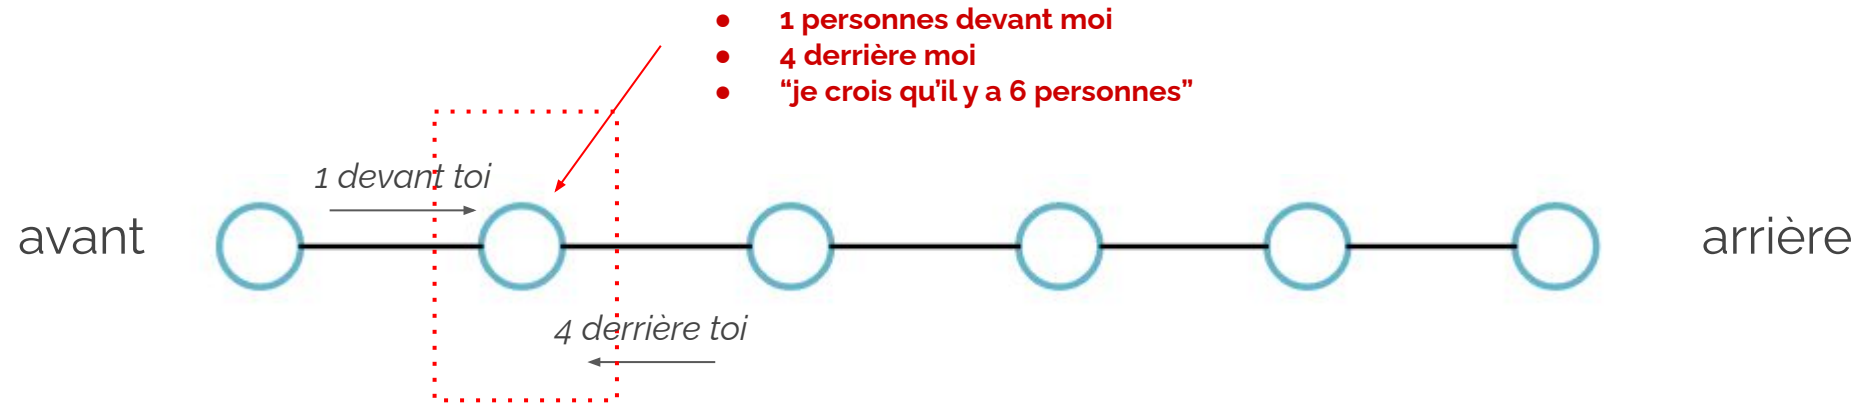 ● 1 personnes devant moi
● 4 derrière moi
● “je crois qu’il y a 6 personnes”
1 devant toi
avant
arrière
4 derrière toi